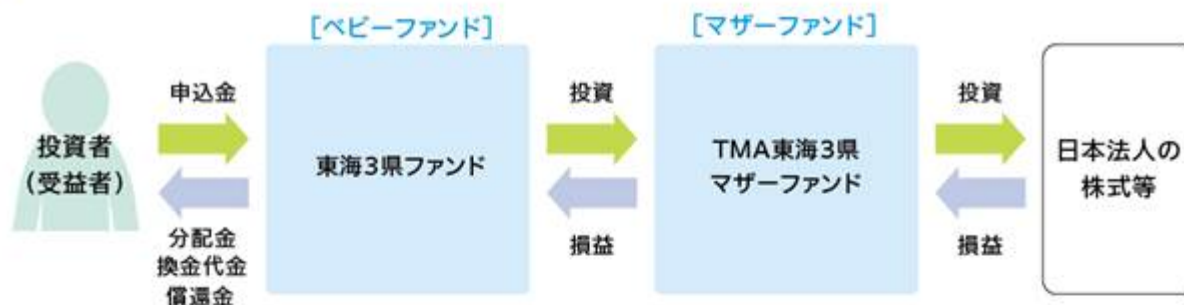 [ベビーファンド]
[マザーファンド]
投資者
(受益者)
申込金
分配金
換金代金
償還金
東海3県ファンド
投資
損益
TMA東海3県
マザーファンド
投資
損益
日本法人の
株式等